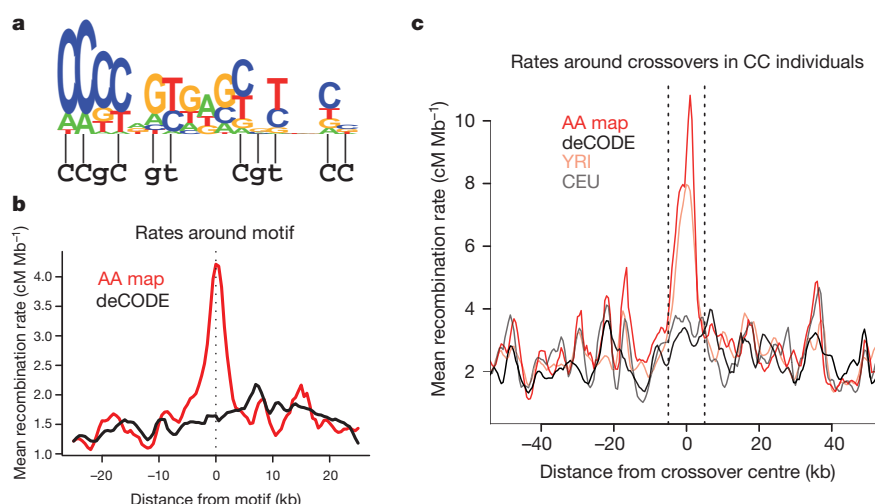 a
CCgC gt Cgt CC
b
Rates around motif
Mean recombination rate (cM Mb⁻¹)
AA map
deCODE
4.0
3.5
3.0
2.5
2.0
1.5
1.0
−20 −10 0 10 20
Distance from motif (kb)
c
Rates around crossovers in CC individuals
Mean recombination rate (cM Mb⁻¹)
AA map
deCODE
YRI
CEU
10
8
6
4
2
−40 −20 0 20 40
Distance from crossover centre (kb)